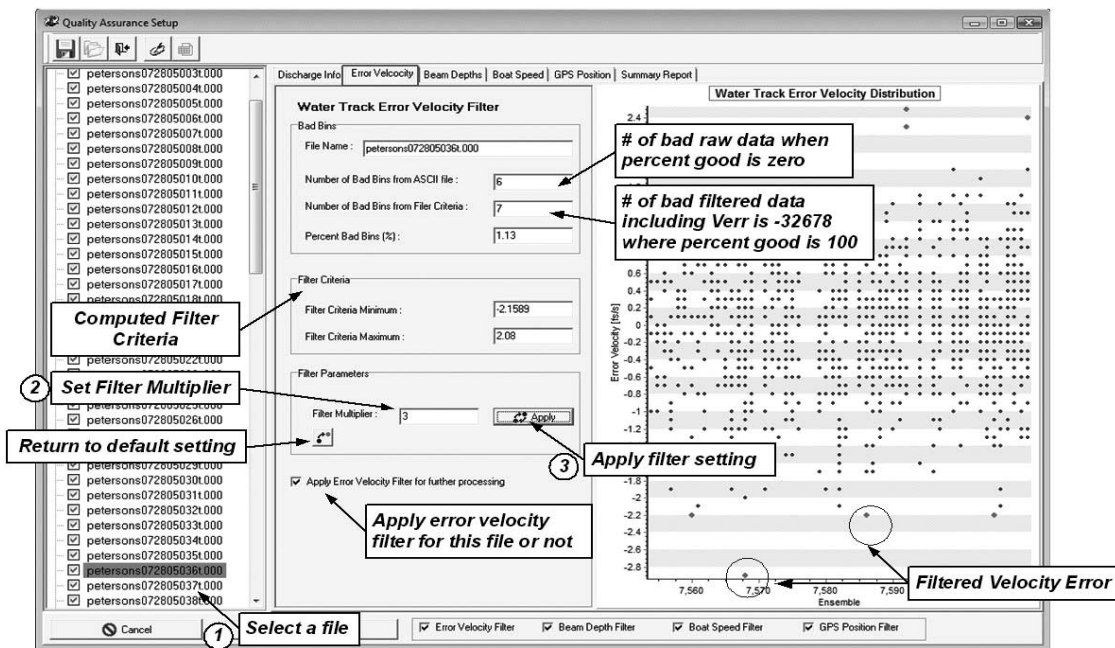 Quality Assurance Setup
petersons072805003t.000
petersons072805004t.000
petersons072805005t.000
petersons072805006t.000
petersons072805007t.000
petersons072805008t.000
petersons072805009t.000
petersons072805010t.000
petersons072805011t.000
petersons072805012t.000
petersons072805013t.000
petersons072805014t.000
petersons072805015t.000
petersons072805016t.000
petersons072805017t.000
petersons072805018t.000
Computed Filter
Criteria
petersons072805022t.000
2 Set Filter Multiplier
petersons072805026t.000
Return to default setting
petersons072805029t.000
petersons072805030t.000
petersons072805031t.000
petersons072805032t.000
petersons072805033t.000
petersons072805034t.000
petersons072805035t.000
petersons072805036t.000
petersons072805037t.000
petersons072805038t.000
1 Select a file
Cancel
Discharge Info Error Velcocity Beam Depths Boat Speed GPS Position Summary Report
Water Track Error Velocity Filter
Bad Bins
File Name : petersons072805036t.000
Number of Bad Bins from ASCII file : 6
Number of Bad Bins from Filer Criteria : 7
Percent Bad Bins (%) : 1.13
Filter Criteria
Filter Criteria Minimum : -2.1589
Filter Criteria Maximum : 2.08
Filter Parameters
Filter Multiplier : 3 Apply
3 Apply filter setting
Apply Error Velocity Filter for further processing
Apply error velocity
filter for this file or not
# of bad raw data when
percent good is zero
# of bad filtered data
including Verr is -32678
where percent good is 100
Water Track Error Velocity Distribution
2.4
0.6
0.4
0.2
0
-0.2
-0.4
-0.6
-0.8
-1
-1.2
-1.8
-2
-2.2
-2.4
-2.6
-2.8
Error Velocity [fs/s]
7,560 7,570 7,580 7,590
Ensemble
Filtered Velocity Error
Error Velocity Filter Beam Depth Filter Boat Speed Filter GPS Position Filter